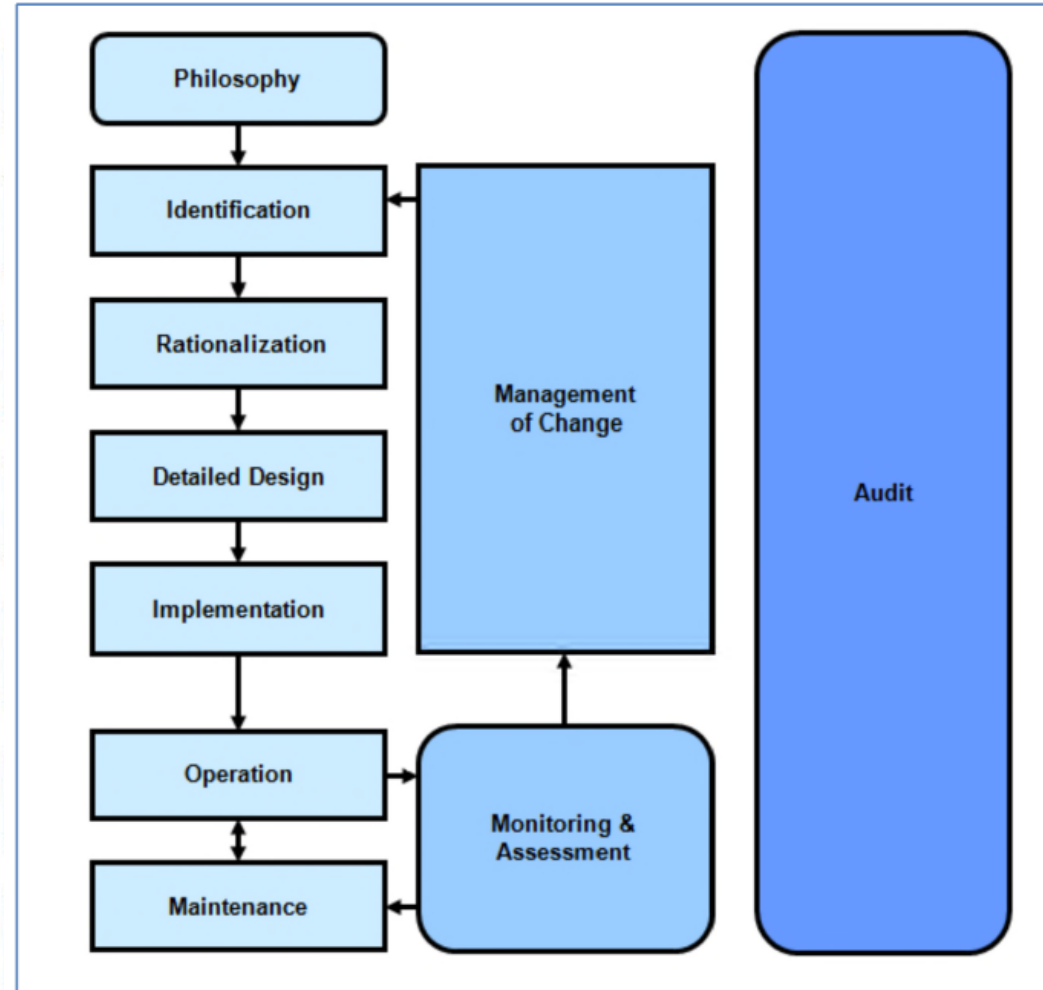 Philosophy
Identification
Rationalization
Detailed Design
Implementation
Operation
Maintenance
Management
of Change
Monitoring &
Assessment
Audit